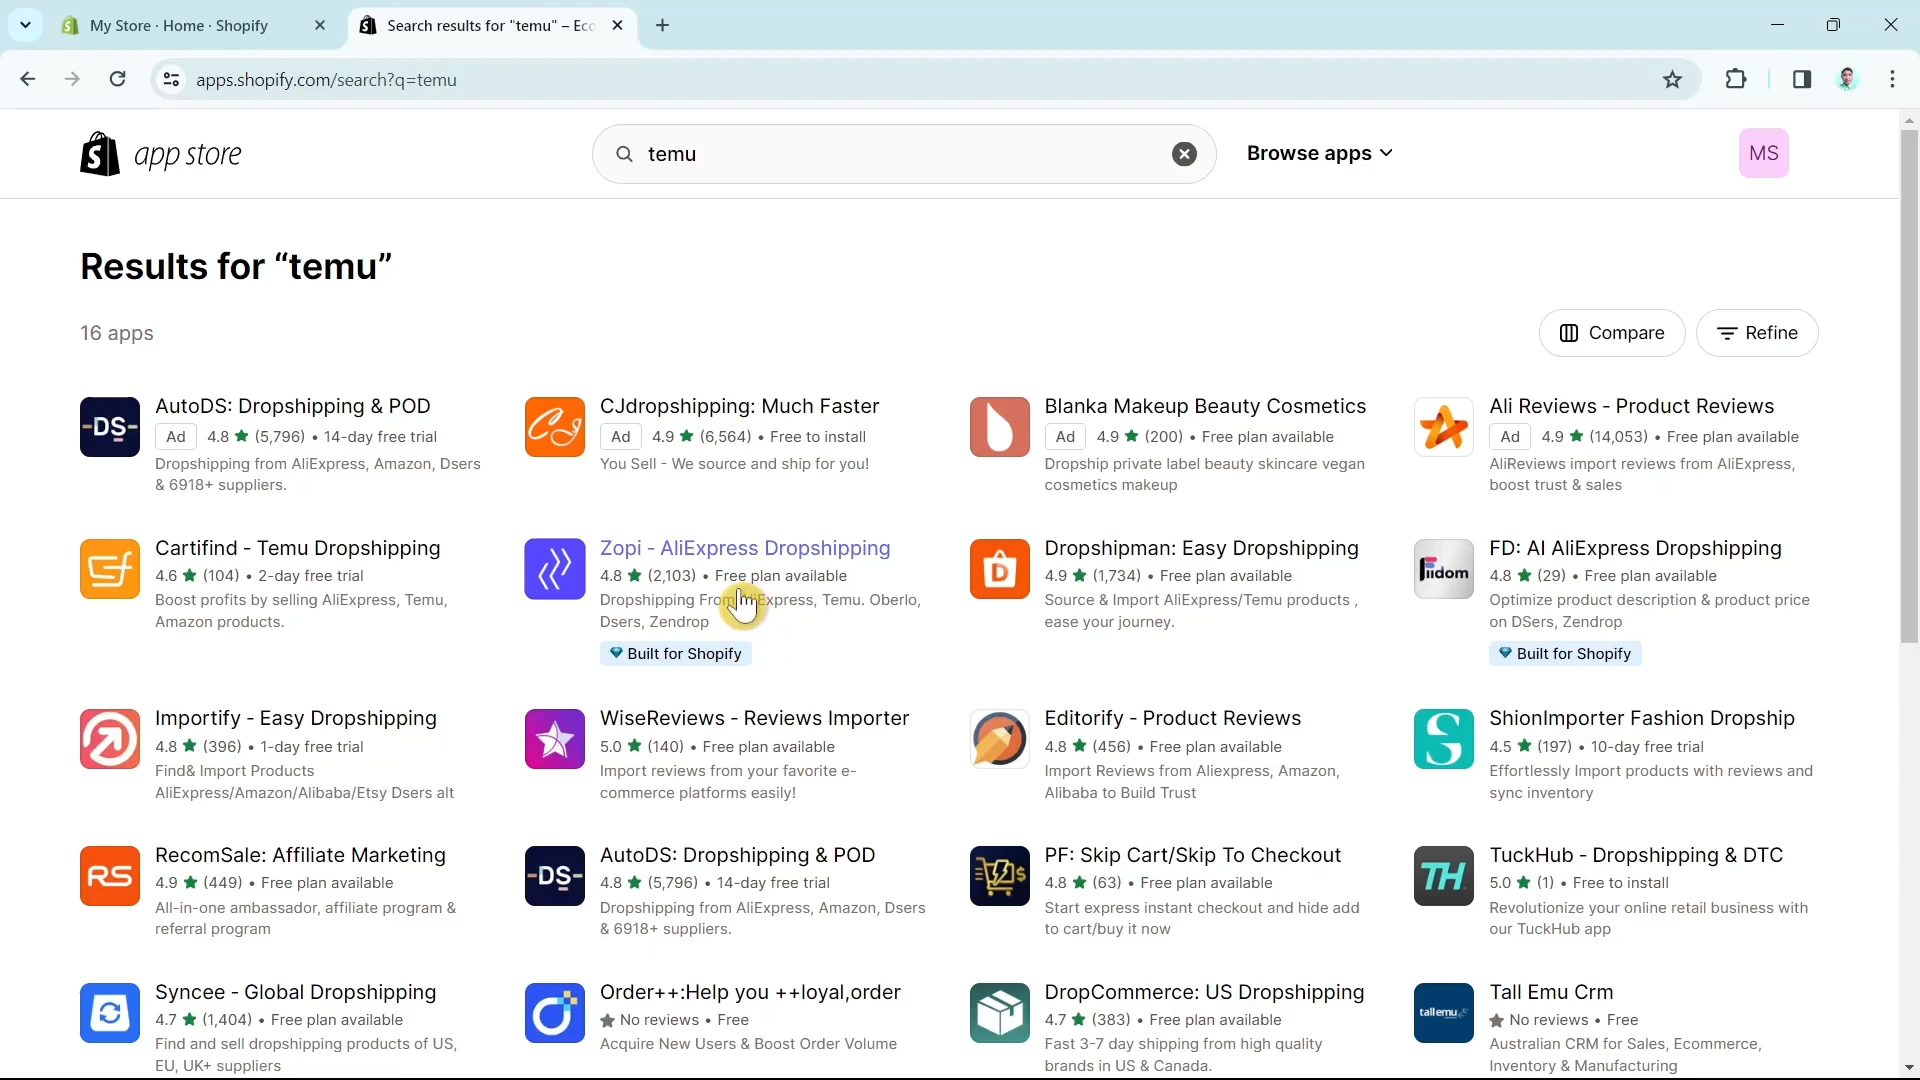 My Store · Home · Shopify
Search results for "temu" – Eco
apps.shopify.com/search?q=temu
app store
temu
Browse apps
MS
Results for “temu”
16 apps
Compare
Refine
-DS-
AutoDS: Dropshipping & POD
Ad 4.8 (5,796) • 14-day free trial
Dropshipping from AliExpress, Amazon, Dsers
& 6918+ suppliers.
CJdropshipping: Much Faster
Ad 4.9 (6,564) • Free to install
You Sell - We source and ship for you!
Blanka Makeup Beauty Cosmetics
Ad 4.9 (200) • Free plan available
Dropship private label beauty skincare vegan
cosmetics makeup
Ali Reviews - Product Reviews
Ad 4.9 (14,053) • Free plan available
AliReviews import reviews from AliExpress,
boost trust & sales
Cartifind - Temu Dropshipping
4.6 (104) • 2-day free trial
Boost profits by selling AliExpress, Temu,
Amazon products.
Zopi - AliExpress Dropshipping
4.8 (2,103) • Free plan available
Dropshipping From Express, Temu. Oberlo,
Dsers, Zendrop
Built for Shopify
D
Dropshipman: Easy Dropshipping
4.9 (1,734) • Free plan available
Source & Import AliExpress/Temu products ,
ease your journey.
Fiidom
FD: AI AliExpress Dropshipping
4.8 (29) • Free plan available
Optimize product description & product price
on DSers, Zendrop
Built for Shopify
Importify - Easy Dropshipping
4.8 (396) • 1-day free trial
Find& Import Products
AliExpress/Amazon/Alibaba/Etsy Dsers alt
WiseReviews - Reviews Importer
5.0 (140) • Free plan available
Import reviews from your favorite e-
commerce platforms easily!
Editorify - Product Reviews
4.8 (456) • Free plan available
Import Reviews from Aliexpress, Amazon,
Alibaba to Build Trust
S
ShionImporter Fashion Dropship
4.5 (197) • 10-day free trial
Effortlessly Import products with reviews and
sync inventory
RS
RecomSale: Affiliate Marketing
4.9 (449) • Free plan available
All-in-one ambassador, affiliate program &
referral program
-DS-
AutoDS: Dropshipping & POD
4.8 (5,796) • 14-day free trial
Dropshipping from AliExpress, Amazon, Dsers
& 6918+ suppliers.
PF: Skip Cart/Skip To Checkout
4.8 (63) • Free plan available
Start express instant checkout and hide add
to cart/buy it now
TH
TuckHub - Dropshipping & DTC
5.0 (1) • Free to install
Revolutionize your online retail business with
our TuckHub app
Syncee - Global Dropshipping
4.7 (1,404) • Free plan available
Find and sell dropshipping products of US,
EU, UK+ suppliers
Order++:Help you ++loyal,order
No reviews • Free
Acquire New Users & Boost Order Volume
DropCommerce: US Dropshipping
4.7 (383) • Free plan available
Fast 3-7 day shipping from high quality
brands in US & Canada.
tallemu
Tall Emu Crm
No reviews • Free
Australian CRM for Sales, Ecommerce,
Inventory & Manufacturing